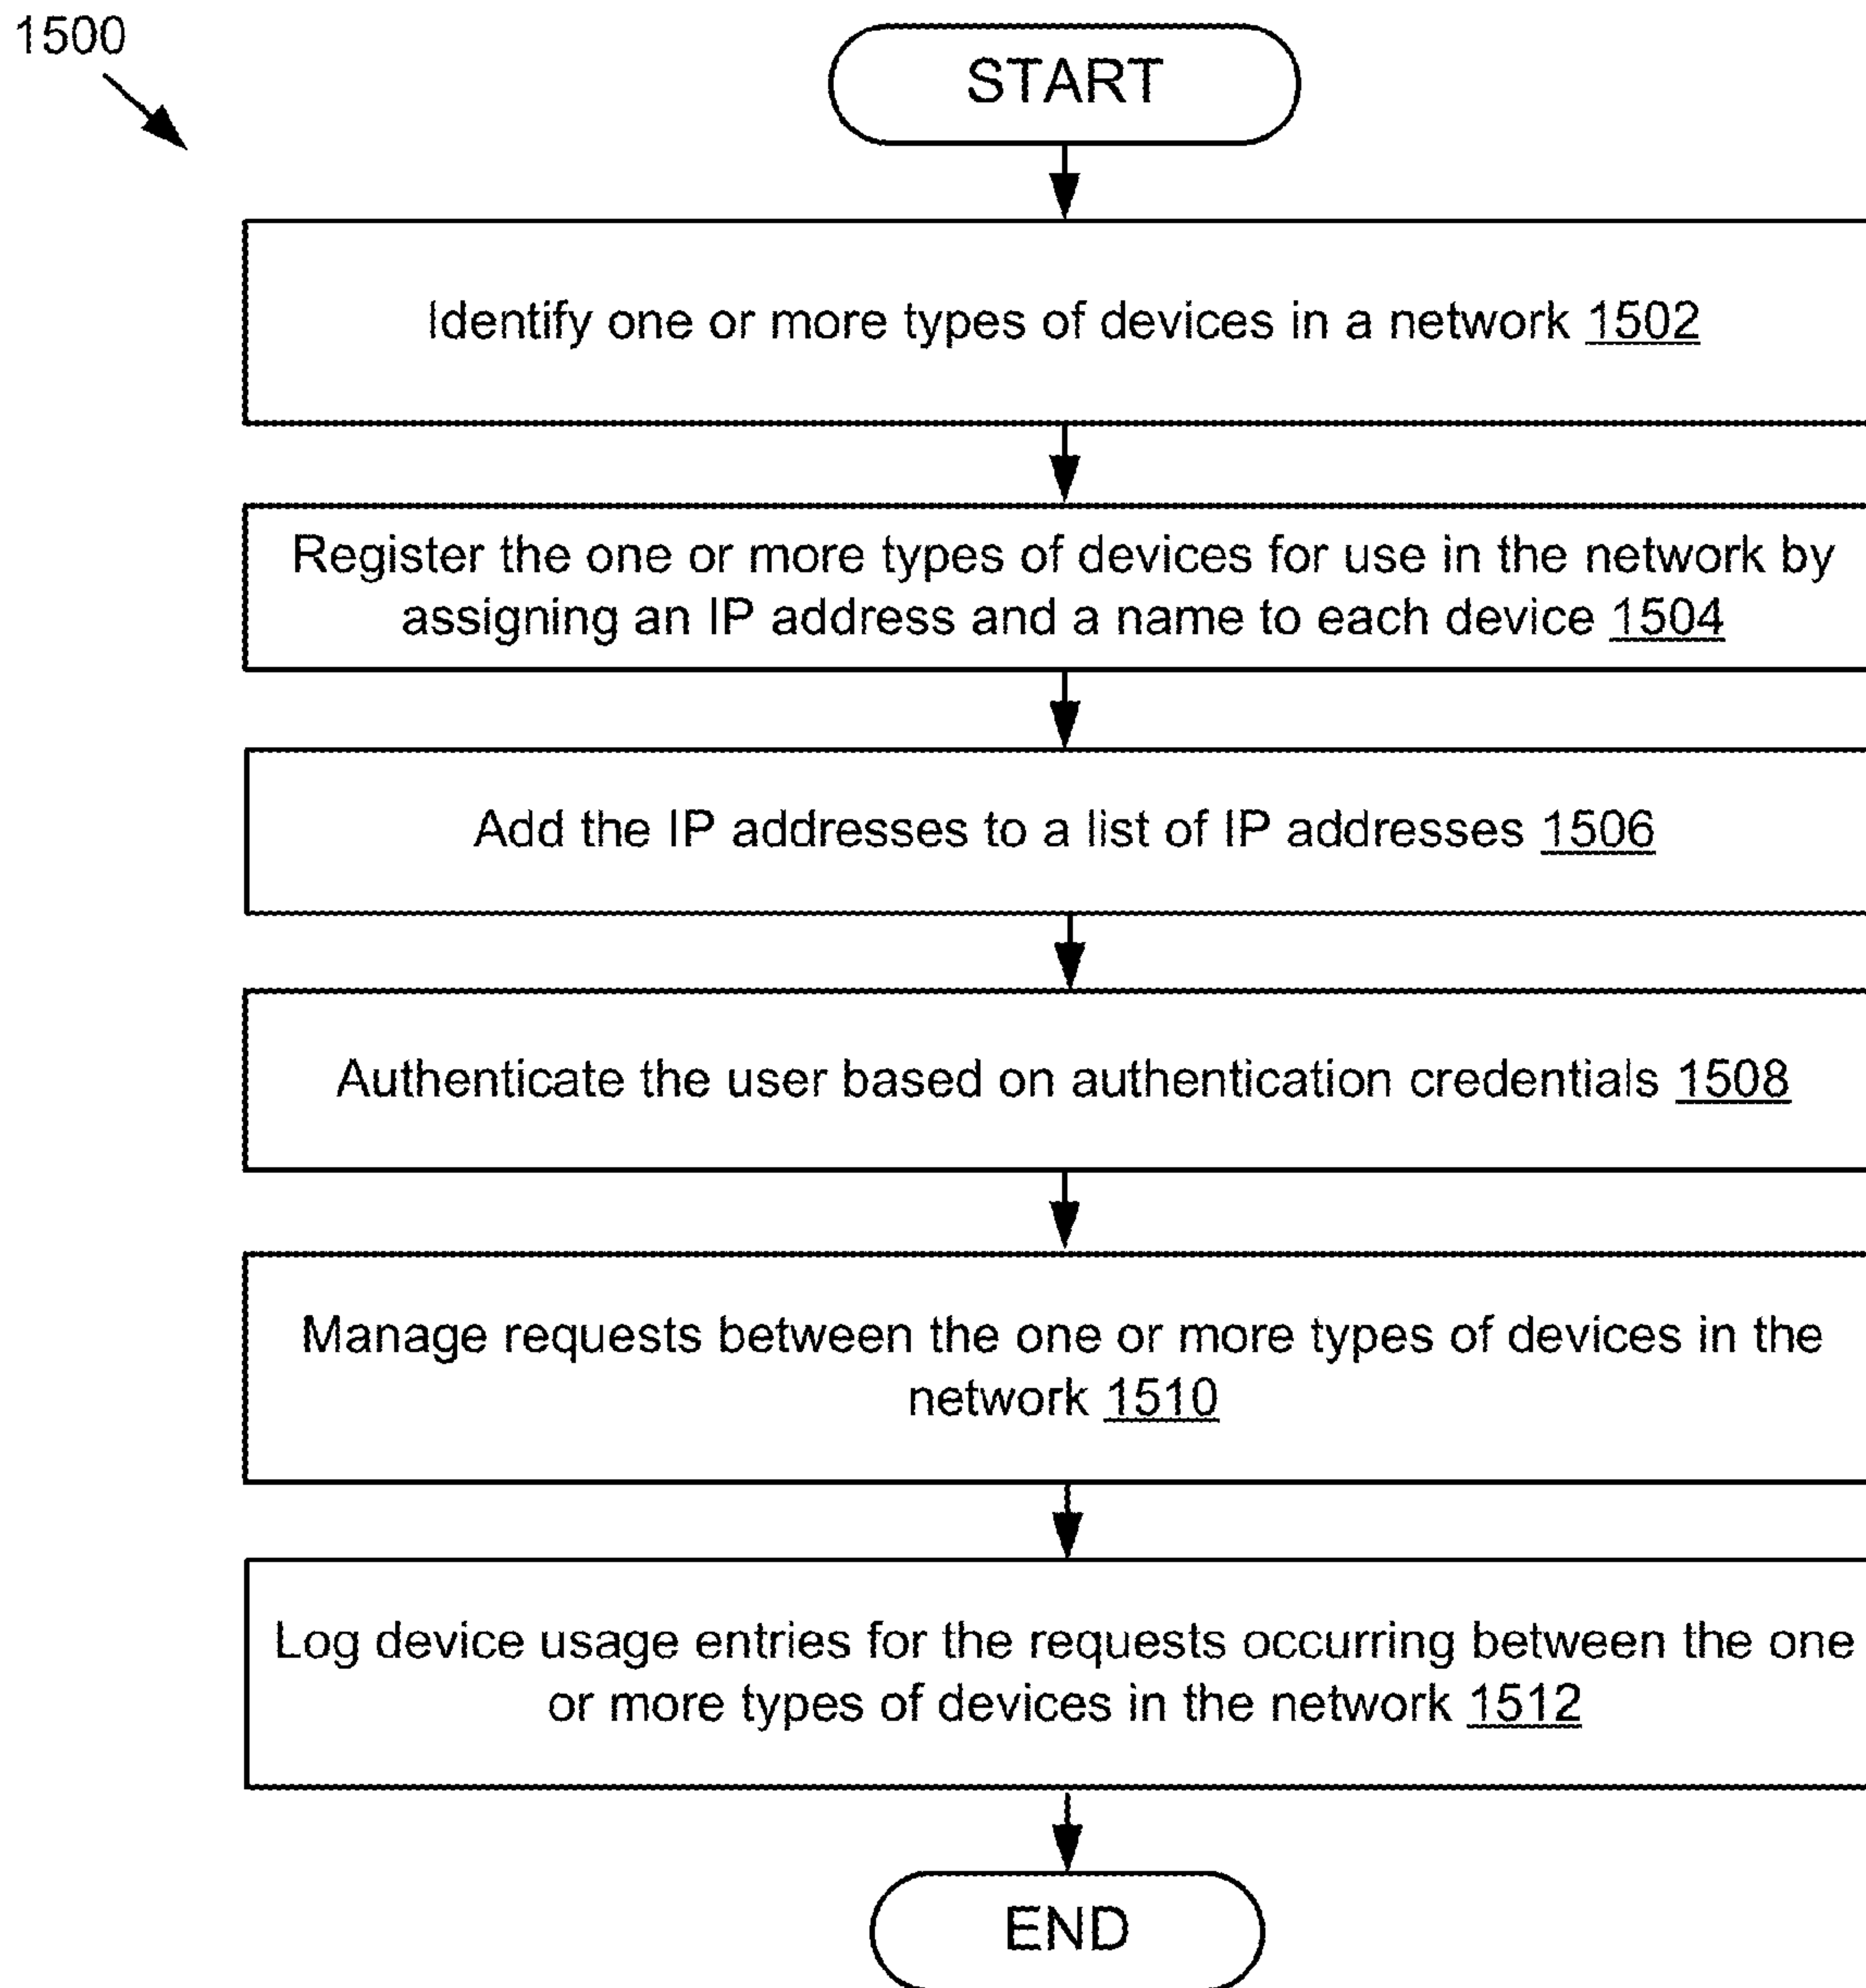 1500
START
Identify one or more types of devices in a network 1502
Register the one or more types of devices for use in the network by
assigning an IP address and a name to each device 1504
Add the IP addresses to a list of IP addresses 1506
Authenticate the user based on authentication credentials 1508
Manage requests between the one or more types of devices in the
network 1510
Log device usage entries for the requests occurring between the one
or more types of devices in the network 1512
END